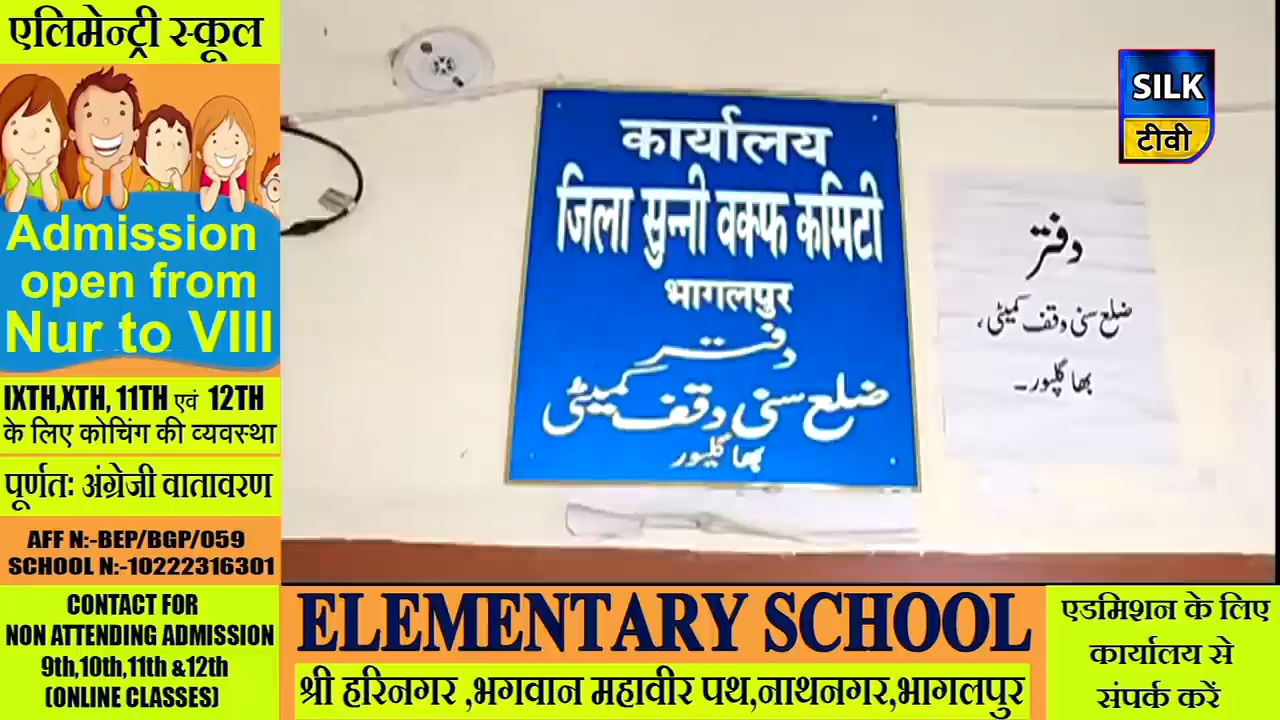 एलिमेन्ट्री स्कूल
Admission
open from
Nur to VIII
IXTH,XTH, 11TH एवं 12TH
के लिए कोचिंग की व्यवस्था
पूर्णतः अंग्रेजी वातावरण
AFF N:-BEP/BGP/059
SCHOOL N:-10222316301
CONTACT FOR
NON ATTENDING ADMISSION
9th,10th,11th &12th
(ONLINE CLASSES)
कार्यालय
जिला सुन्नी वक्फ कमिटी
भागलपुर
دفتر
ضلع سنی وقف کمیٹی
بھاگلپور
دفتر
ضلع سنی وقف کمیٹی،
بھاگلپور۔
SILK
टीवी
ELEMENTARY SCHOOL
श्री हरिनगर ,भगवान महावीर पथ,नाथनगर,भागलपुर
एडमिशन के लिए
कार्यालय से
संपर्क करें